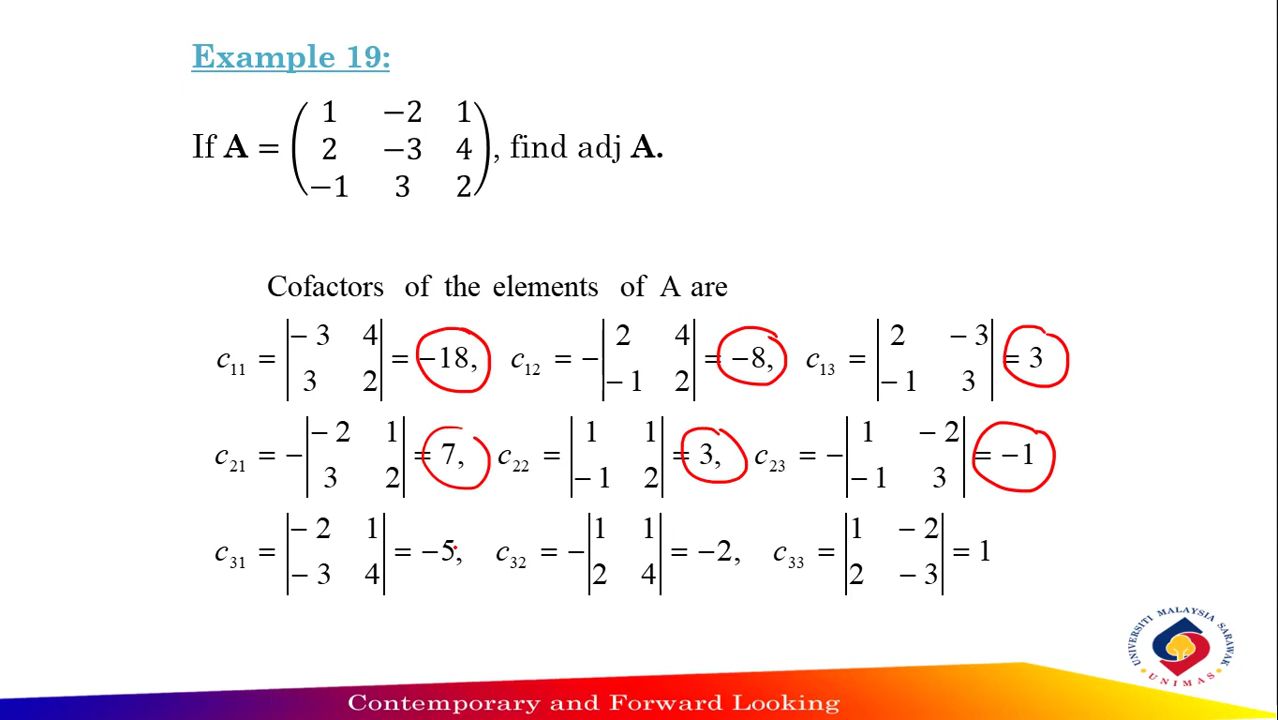 Example 19:
If A = ( 1 −2 1
2 −3 4
−1 3 2 ), find adj A.
Cofactors of the elements of A are
c₁₁ = |−3 4; 3 2| = −18, c₁₂ = −|2 4; −1 2| = −8, c₁₃ = |2 −3; −1 3| = 3
c₂₁ = −|−2 1; 3 2| = 7, c₂₂ = |1 1; −1 2| = 3, c₂₃ = −|1 −2; −1 3| = −1
c₃₁ = |−2 1; −3 4| = −5, c₃₂ = −|1 1; 2 4| = −2, c₃₃ = |1 −2; 2 −3| = 1
UNIVERSITI MALAYSIA SARAWAK
UNIMAS
Contemporary and Forward Looking